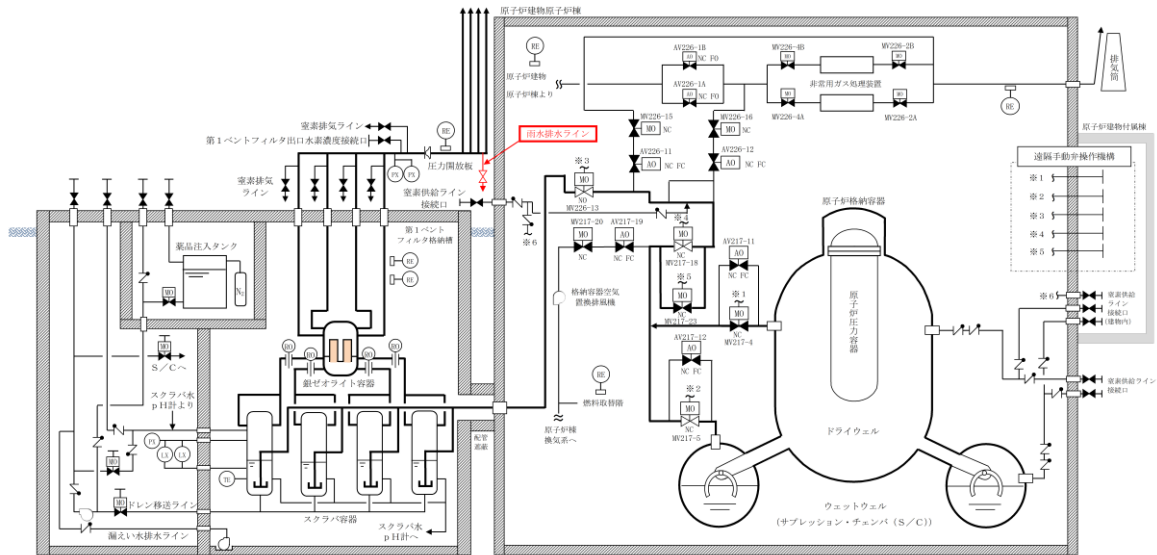 原子炉建物原子炉棟
RE
原子炉建物
原子炉棟より
AV226-1B
AO
NC FO
AV226-1A
AO
NC FO
MV226-4B
MO
MV226-2B
MO
非常用ガス処理装置
MO
MV226-4A
MO
MV226-2A
RE
排気筒
原子炉建物付属棟
遠隔手動弁操作機構
※1
※2
※3
※4
※5
窒素排気ライン
第1ベントフィルタ出口水素濃度接続口
RE
圧力開放板
PX
PX
雨水排水ライン
窒素排気
ライン
窒素供給ライン
接続口
※6
MV226-15
MO
NC
MV226-16
MO
NC
AV226-11
AO
NC FC
AV226-12
AO
NC FC
※3
MO
NO
MV226-13
MV217-20
MO
NC
AV217-19
AO
NC FC
※4
MO
NC
MV217-18
※5
MO
NC
MV217-23
AV217-11
AO
NC FC
※1
MO
NC
MV217-4
AV217-12
AO
NC FC
※2
MO
NC
MV217-5
格納容器空気
置換排風機
RE
燃料取替階
原子炉棟
換気系へ
原子炉格納容器
原子炉圧力容器
ドライウェル
ウェットウェル
(サプレッション・チェンバ(S/C))
※6
窒素供給
ライン
接続口
(建物内)
窒素供給ライン
接続口
第1ベント
フィルタ格納槽
RE
RE
薬品注入タンク
N₂
MO
MO
S/Cへ
スクラバ水
pH計より
PX
LX
LX
MO
TE
MO
ドレン移送ライン
漏えい水排水ライン
RO
RO
RO
RO
銀ゼオライト容器
配管
遮蔽
スクラバ容器
スクラバ水
pH計へ